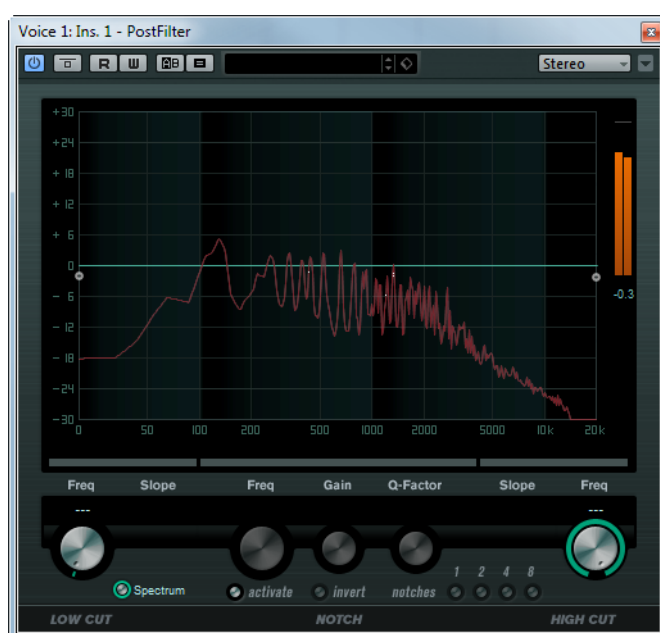 Voice 1: Ins. 1 - PostFilter
R W AB Stereo
+30
+24
+18
+12
+6
0
-6
-12
-18
-24
-30
-0.3
0 50 100 200 500 1000 2000 5000 10k 20k
Freq Slope Freq Gain Q-Factor Slope Freq
--- ---
1 2 4 8
Spectrum activate invert notches
LOW CUT NOTCH HIGH CUT